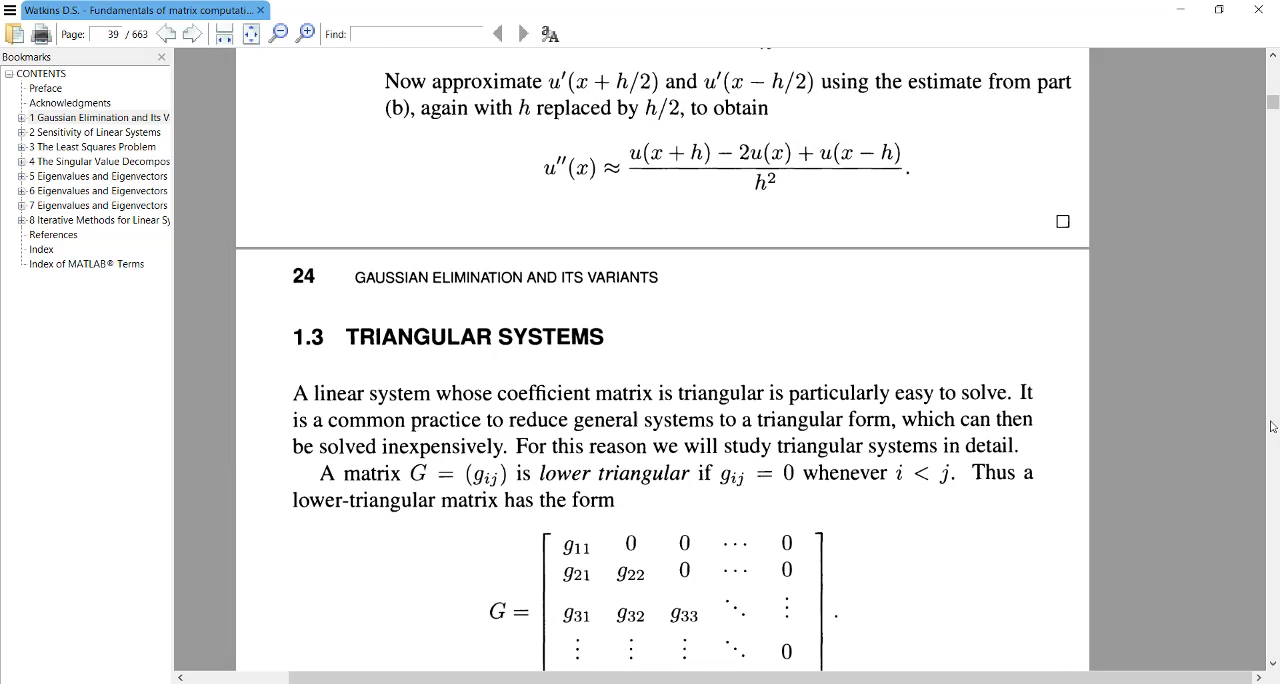 Watkins D.S. - Fundamentals of matrix computati...
Page: 39 / 663 Find:
Bookmarks
CONTENTS
Preface
Acknowledgments
1 Gaussian Elimination and Its V
2 Sensitivity of Linear Systems
3 The Least Squares Problem
4 The Singular Value Decompos
5 Eigenvalues and Eigenvectors
6 Eigenvalues and Eigenvectors
7 Eigenvalues and Eigenvectors
8 Iterative Methods for Linear Sy
References
Index
Index of MATLAB® Terms
Now approximate u′(x + h/2) and u′(x − h/2) using the estimate from part
(b), again with h replaced by h/2, to obtain
u″(x) ≈ u(x + h) − 2u(x) + u(x − h)
h²
.
24 GAUSSIAN ELIMINATION AND ITS VARIANTS
1.3 TRIANGULAR SYSTEMS
A linear system whose coefficient matrix is triangular is particularly easy to solve. It
is a common practice to reduce general systems to a triangular form, which can then
be solved inexpensively. For this reason we will study triangular systems in detail.
A matrix G = (gij) is lower triangular if gij = 0 whenever i < j. Thus a
lower-triangular matrix has the form
g11 0 0 ··· 0
g21 g22 0 ··· 0
G = g31 g32 g33 ⋱ ⋮ .
⋮ ⋮ ⋮ ⋱ 0